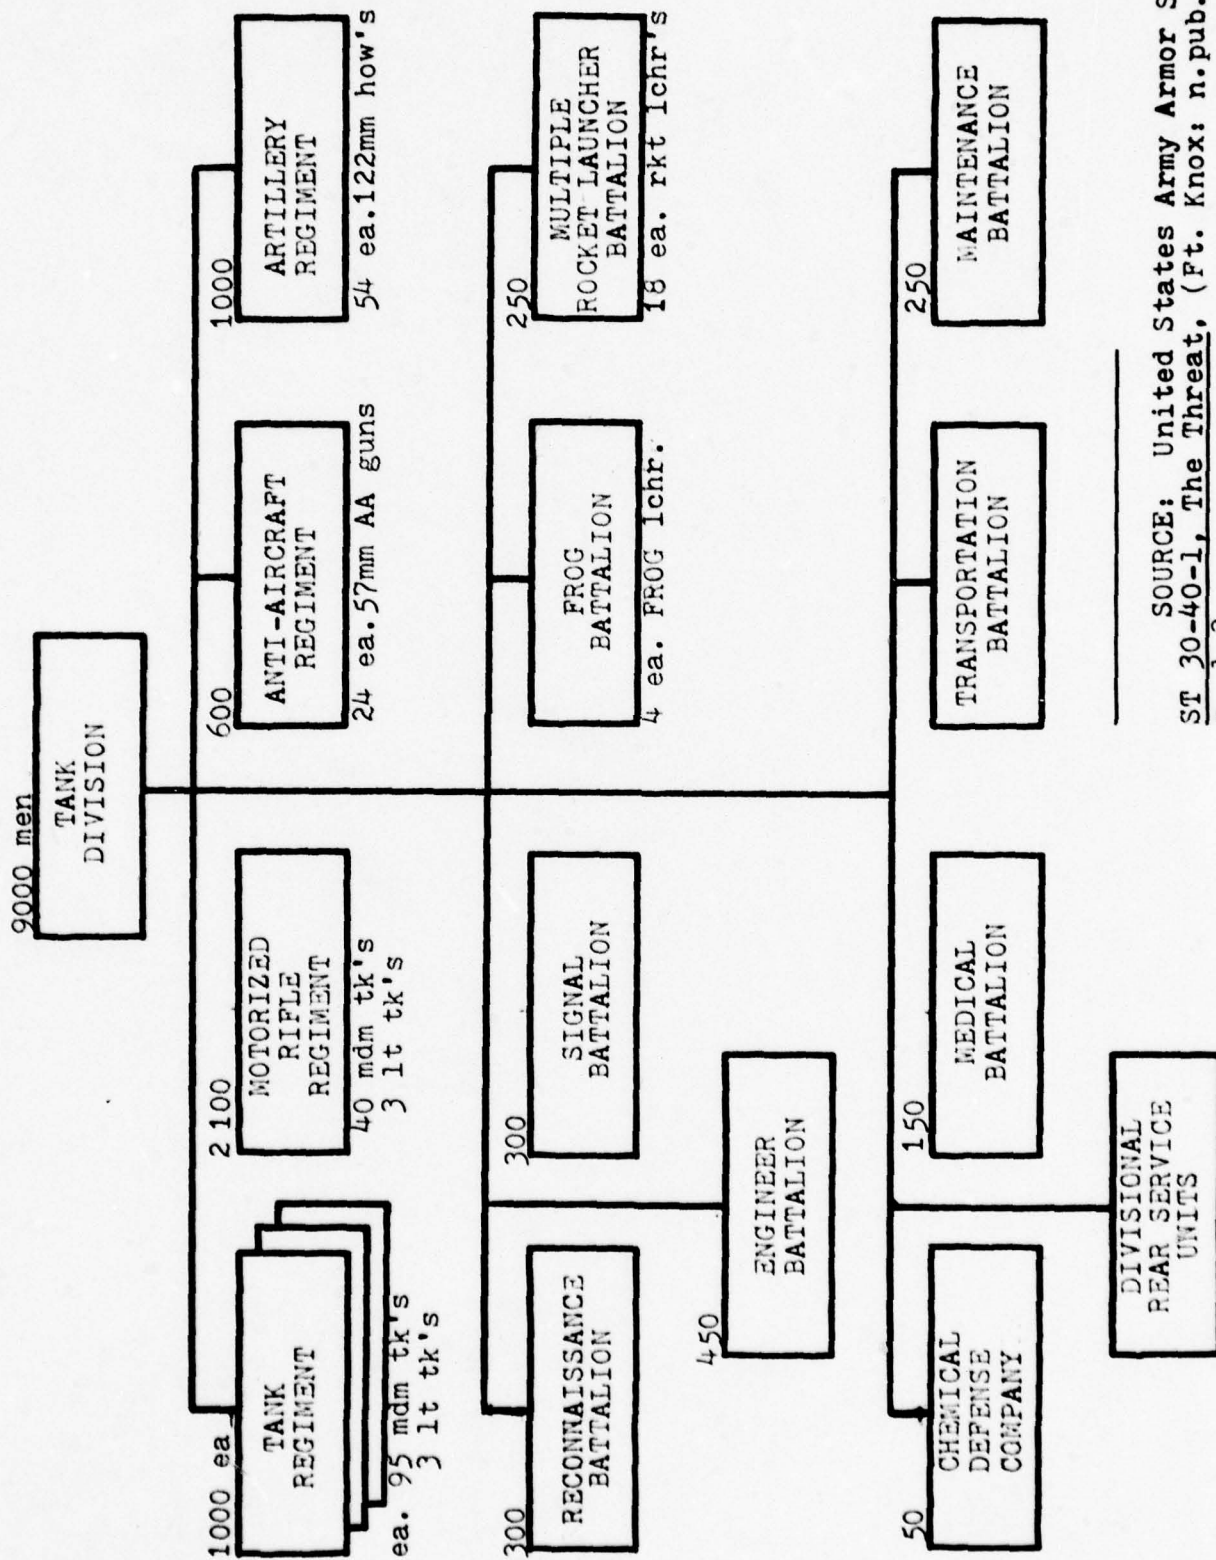 9000 men
TANK
DIVISION
1000 ea
TANK
REGIMENT
ea. 95 mdm tk's
3 lt tk's
2100
MOTORIZED
RIFLE
REGIMENT
40 mdm tk's
3 lt tk's
600
ANTI-AIRCRAFT
REGIMENT
24 ea.57mm AA guns
1000
ARTILLERY
REGIMENT
54 ea.122mm how's
300
RECONNAISSANCE
BATTALION
300
SIGNAL
BATTALION
FROG
BATTALION
4 ea. FROG lchr.
250
MULTIPLE
ROCKET LAUNCHER
BATTALION
18 ea. rkt lchr's
450
ENGINEER
BATTALION
50
CHEMICAL
DEFENSE
COMPANY
150
MEDICAL
BATTALION
TRANSPORTATION
BATTALION
250
MAINTENANCE
BATTALION
DIVISIONAL
REAR SERVICE
UNITS
SOURCE: United States Army Armor S
ST 30-40-1, The Threat, (Ft. Knox: n.pub.